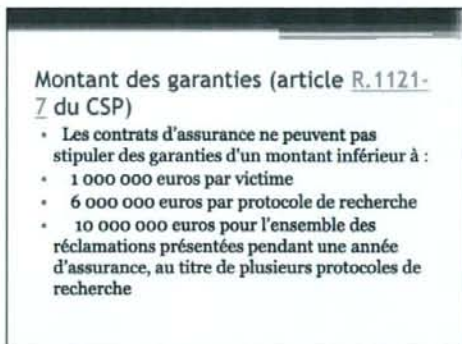 Montant des garanties (article R.1121-
7 du CSP)
• Les contrats d'assurance ne peuvent pas
stipuler des garanties d'un montant inférieur à :
• 1 000 000 euros par victime
• 6 000 000 euros par protocole de recherche
• 10 000 000 euros pour l'ensemble des
réclamations présentées pendant une année
d'assurance, au titre de plusieurs protocoles de
recherche